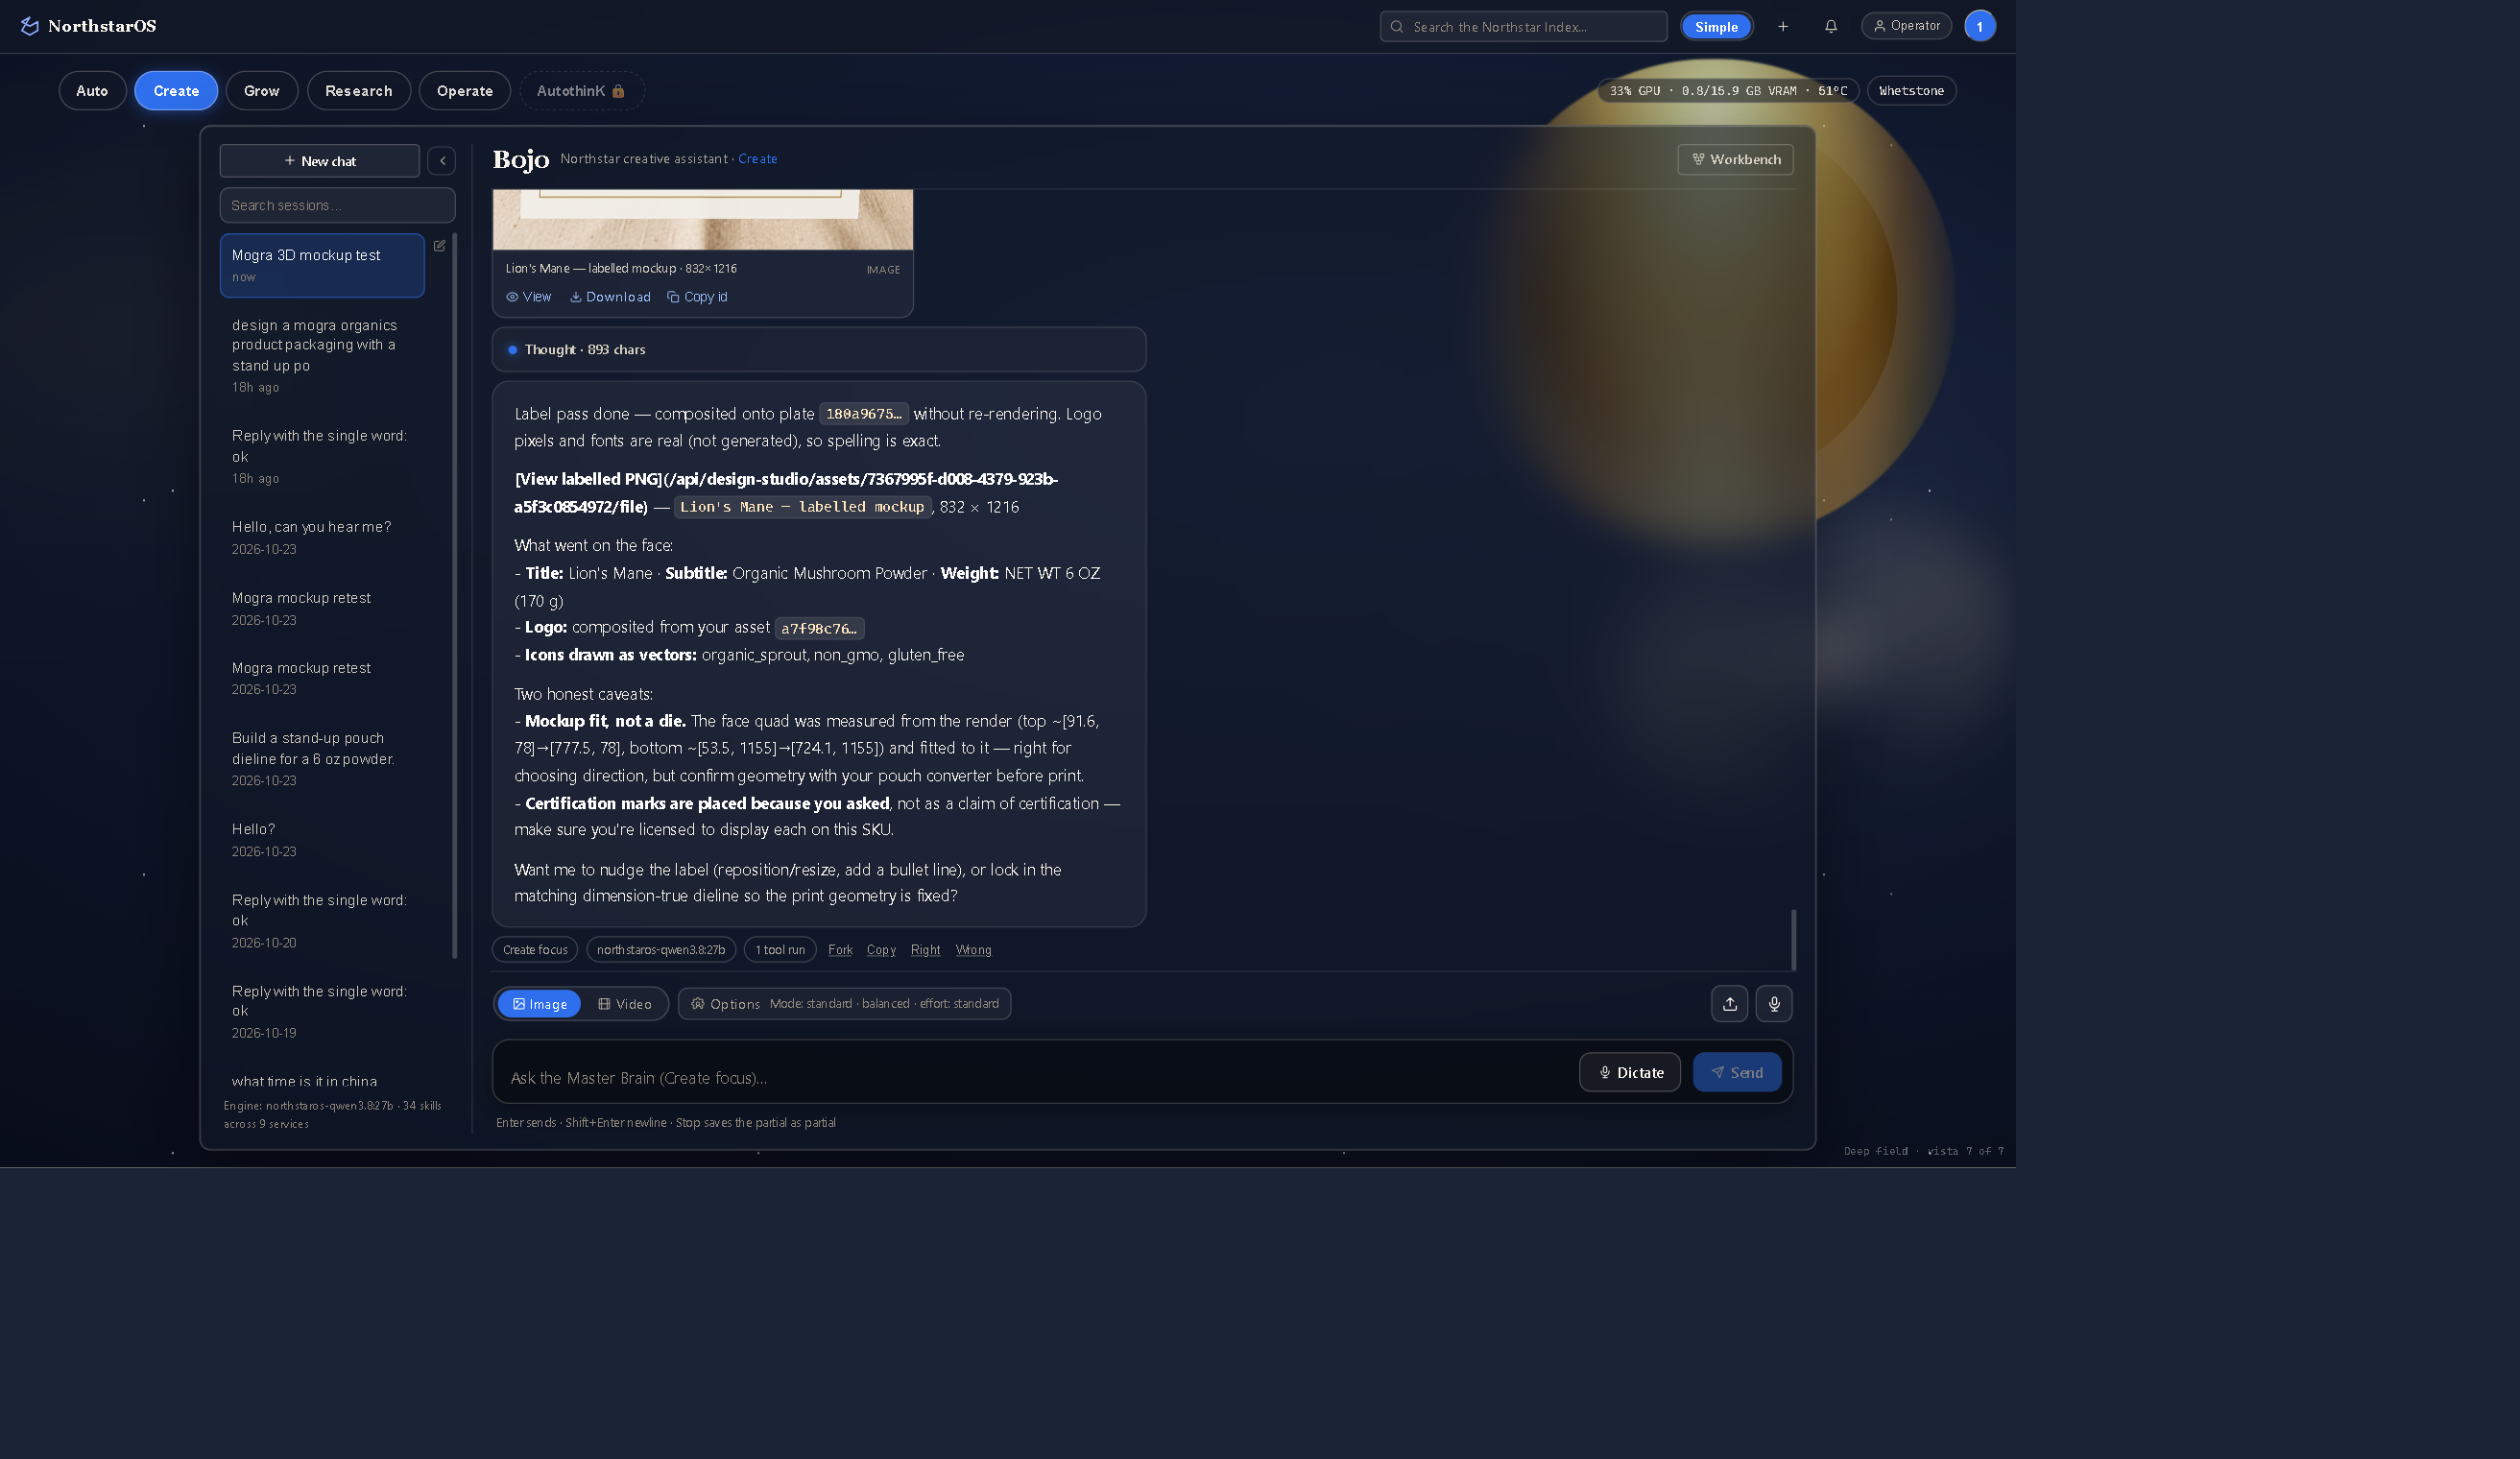 NorthstarOS
Search the Northstar Index...
Simple
Operator
1
Auto
Create
Grow
Research
Operate
AutothinK
33% GPU · 0.8/15.9 GB VRAM · 51°C
Whetstone
New chat
Search sessions…
Mogra 3D mockup test
now
design a mogra organics
product packaging with a
stand up po
18h ago
Reply with the single word:
ok
18h ago
Hello, can you hear me?
2026-10-23
Mogra mockup retest
2026-10-23
Mogra mockup retest
2026-10-23
Build a stand-up pouch
dieline for a 6 oz powder.
2026-10-23
Hello?
2026-10-23
Reply with the single word:
ok
2026-10-20
Reply with the single word:
ok
2026-10-19
what time is it in china
Engine: northstaros-qwen3.8:27b · 34 skills
across 9 services
Bojo
Northstar creative assistant · Create
Workbench
Lion's Mane — labelled mockup · 832×1216
IMAGE
View
Download
Copy id
Thought · 893 chars
Label pass done — composited onto plate 180a9675… without re-rendering. Logo
pixels and fonts are real (not generated), so spelling is exact.
[View labelled PNG](/api/design-studio/assets/7367995f-d008-4379-923b-
a5f3c0854972/file) — Lion's Mane — labelled mockup, 832 × 1216
What went on the face:
- Title: Lion's Mane · Subtitle: Organic Mushroom Powder · Weight: NET WT 6 OZ
(170 g)
- Logo: composited from your asset a7f98c76…
- Icons drawn as vectors: organic_sprout, non_gmo, gluten_free
Two honest caveats:
- Mockup fit, not a die. The face quad was measured from the render (top ~[91.6,
78]→[777.5, 78], bottom ~[53.5, 1155]→[724.1, 1155]) and fitted to it — right for
choosing direction, but confirm geometry with your pouch converter before print.
- Certification marks are placed because you asked, not as a claim of certification —
make sure you're licensed to display each on this SKU.
Want me to nudge the label (reposition/resize, add a bullet line), or lock in the
matching dimension-true dieline so the print geometry is fixed?
Create focus
northstaros-qwen3.8:27b
1 tool run
Fork
Copy
Right
Wrong
Image
Video
Options
Mode: standard · balanced · effort: standard
Ask the Master Brain (Create focus)…
Dictate
Send
Enter sends · Shift+Enter newline · Stop saves the partial as partial
Deep field · vista 7 of 7